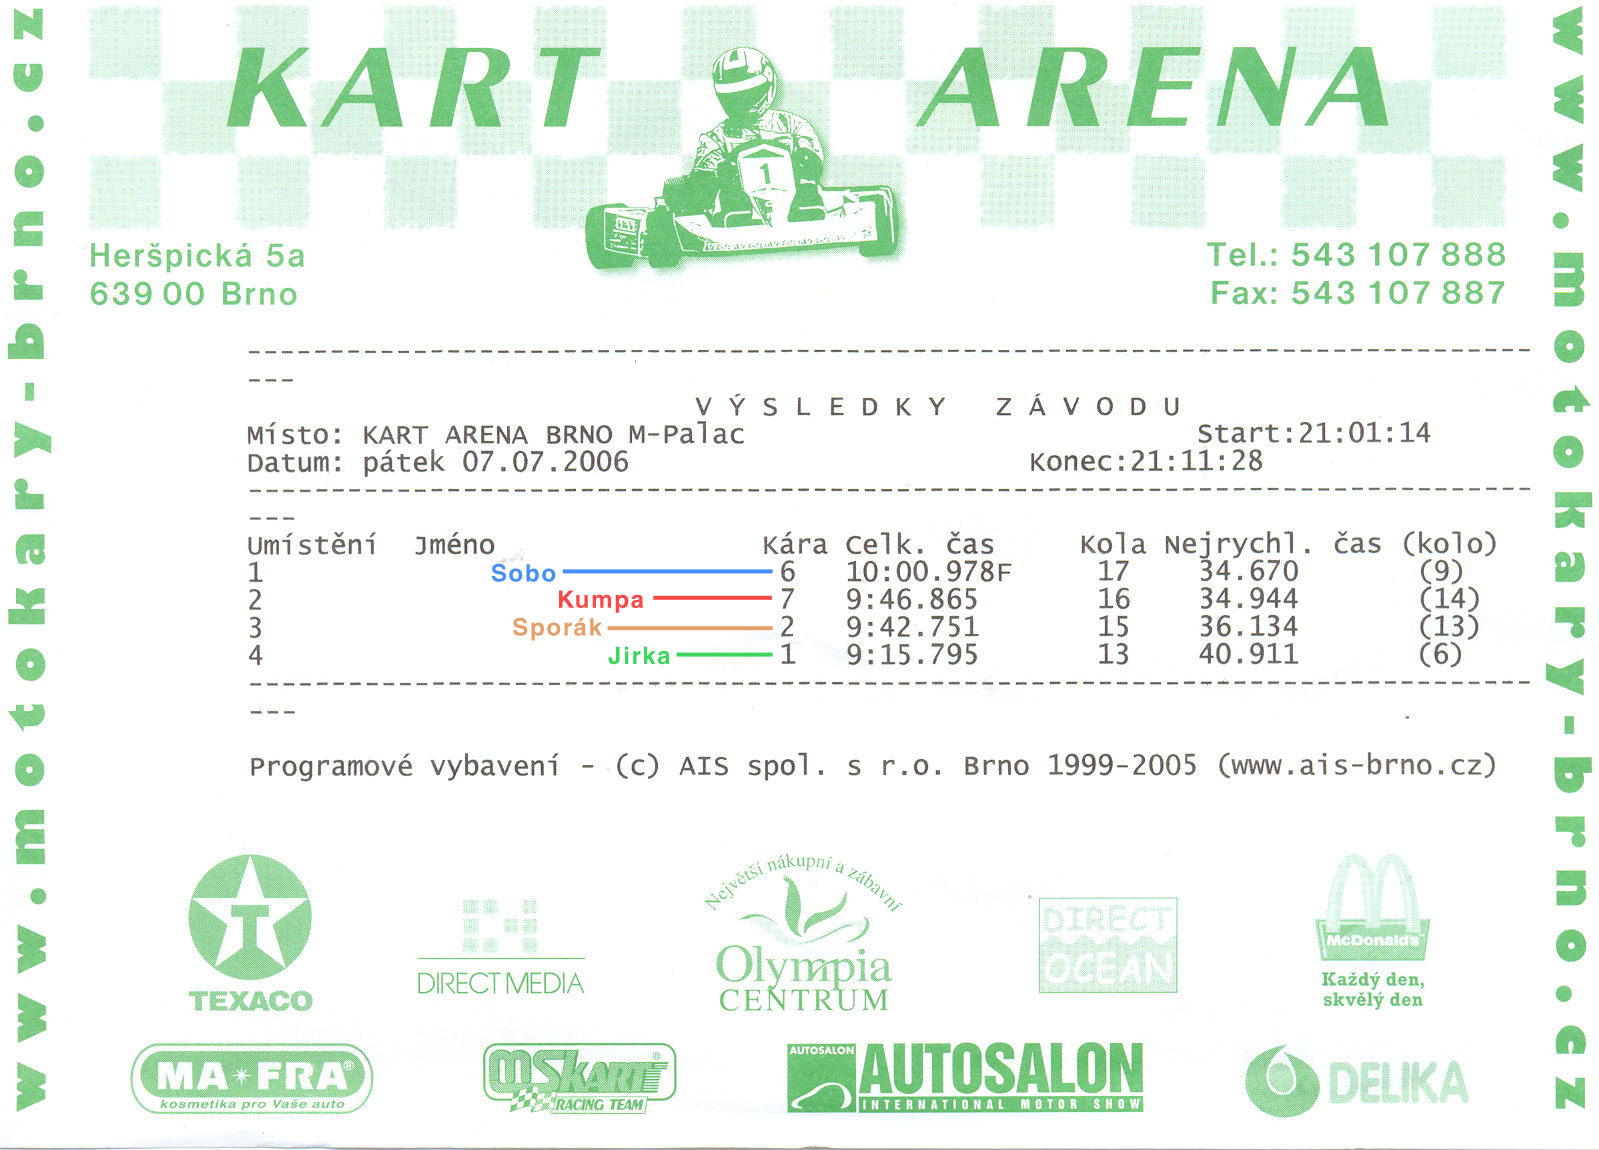 KART ARENA
1
Heršpická 5a
639 00 Brno
Tel.: 543 107 888
Fax: 543 107 887
www.motokary-brno.cz
www.motokary-brno.cz
--------------------------------------------------------------------------------
---
VÝSLEDKY ZÁVODU
Místo: KART ARENA BRNO M-Palac Start:21:01:14
Datum: pátek 07.07.2006 Konec:21:11:28
--------------------------------------------------------------------------------
---
Umístění Jméno Kára Celk. čas Kola Nejrychl. čas (kolo)
1 Sobo 6 10:00.978F 17 34.670 (9)
2 Kumpa 7 9:46.865 16 34.944 (14)
3 Sporák 2 9:42.751 15 36.134 (13)
4 Jirka 1 9:15.795 13 40.911 (6)
--------------------------------------------------------------------------------
---
Programové vybavení - (c) AIS spol. s r.o. Brno 1999-2005 (www.ais-brno.cz)
T
TEXACO
DIRECT MEDIA
Největší nákupní a zábavní
Olympia
CENTRUM
DIRECT
OCEAN
McDonald's
Každý den,
skvělý den
MA FRA®
kosmetika pro Vaše auto
MS KART®
RACING TEAM
AUTOSALON
AUTOSALON
INTERNATIONAL MOTOR SHOW
DELIKA